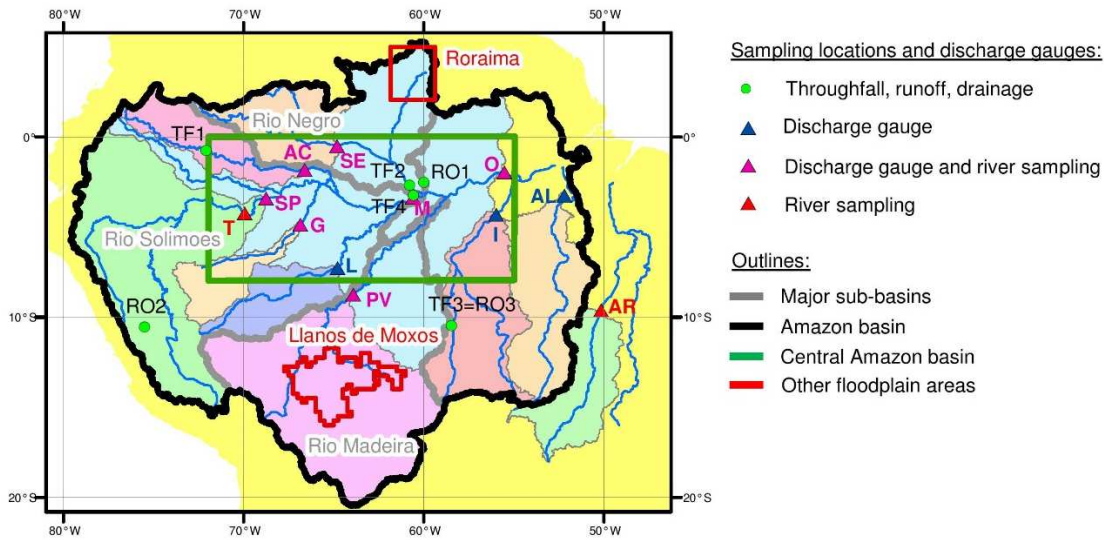 80°W 70°W 60°W 50°W
Roraima
0° 0°
TF1
Rio Negro
AC
SE
TF2
RO1
O
AL
SP
TF4
M
T
G
I
Rio Solimoes
L
PV
RO2
TF3=RO3
AR
10°S 10°S
Llanos de Moxos
Rio Madeira
20°S 20°S
80°W 70°W 60°W 50°W
Sampling locations and discharge gauges:
Throughfall, runoff, drainage
Discharge gauge
Discharge gauge and river sampling
River sampling
Outlines:
Major sub-basins
Amazon basin
Central Amazon basin
Other floodplain areas